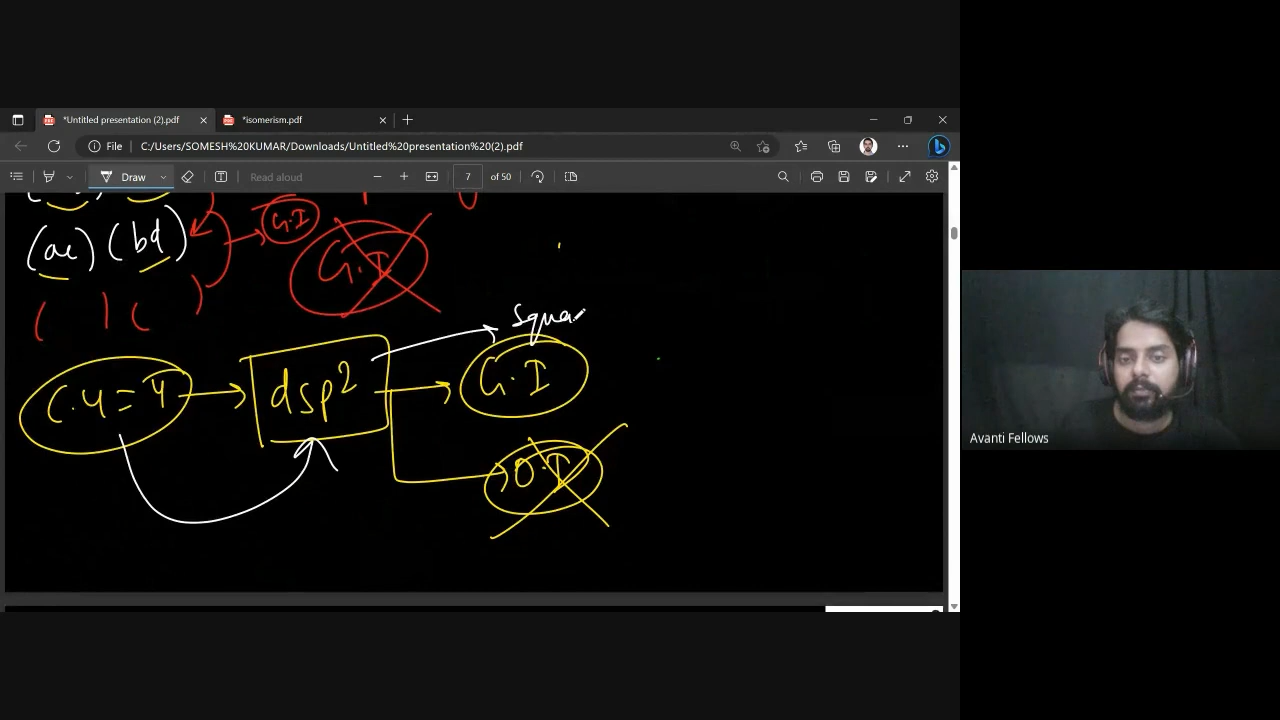 *Untitled presentation (2).pdf
*isomerism.pdf
File
C:/Users/SOMESH%20KUMAR/Downloads/Untitled%20presentation%20(2).pdf
Draw
Read aloud
7 of 50
(ac) (bd)
G.I
G.I
( ) ( )
squa
C.4 = 4
dsp²
G.I
O.I
Avanti Fellows